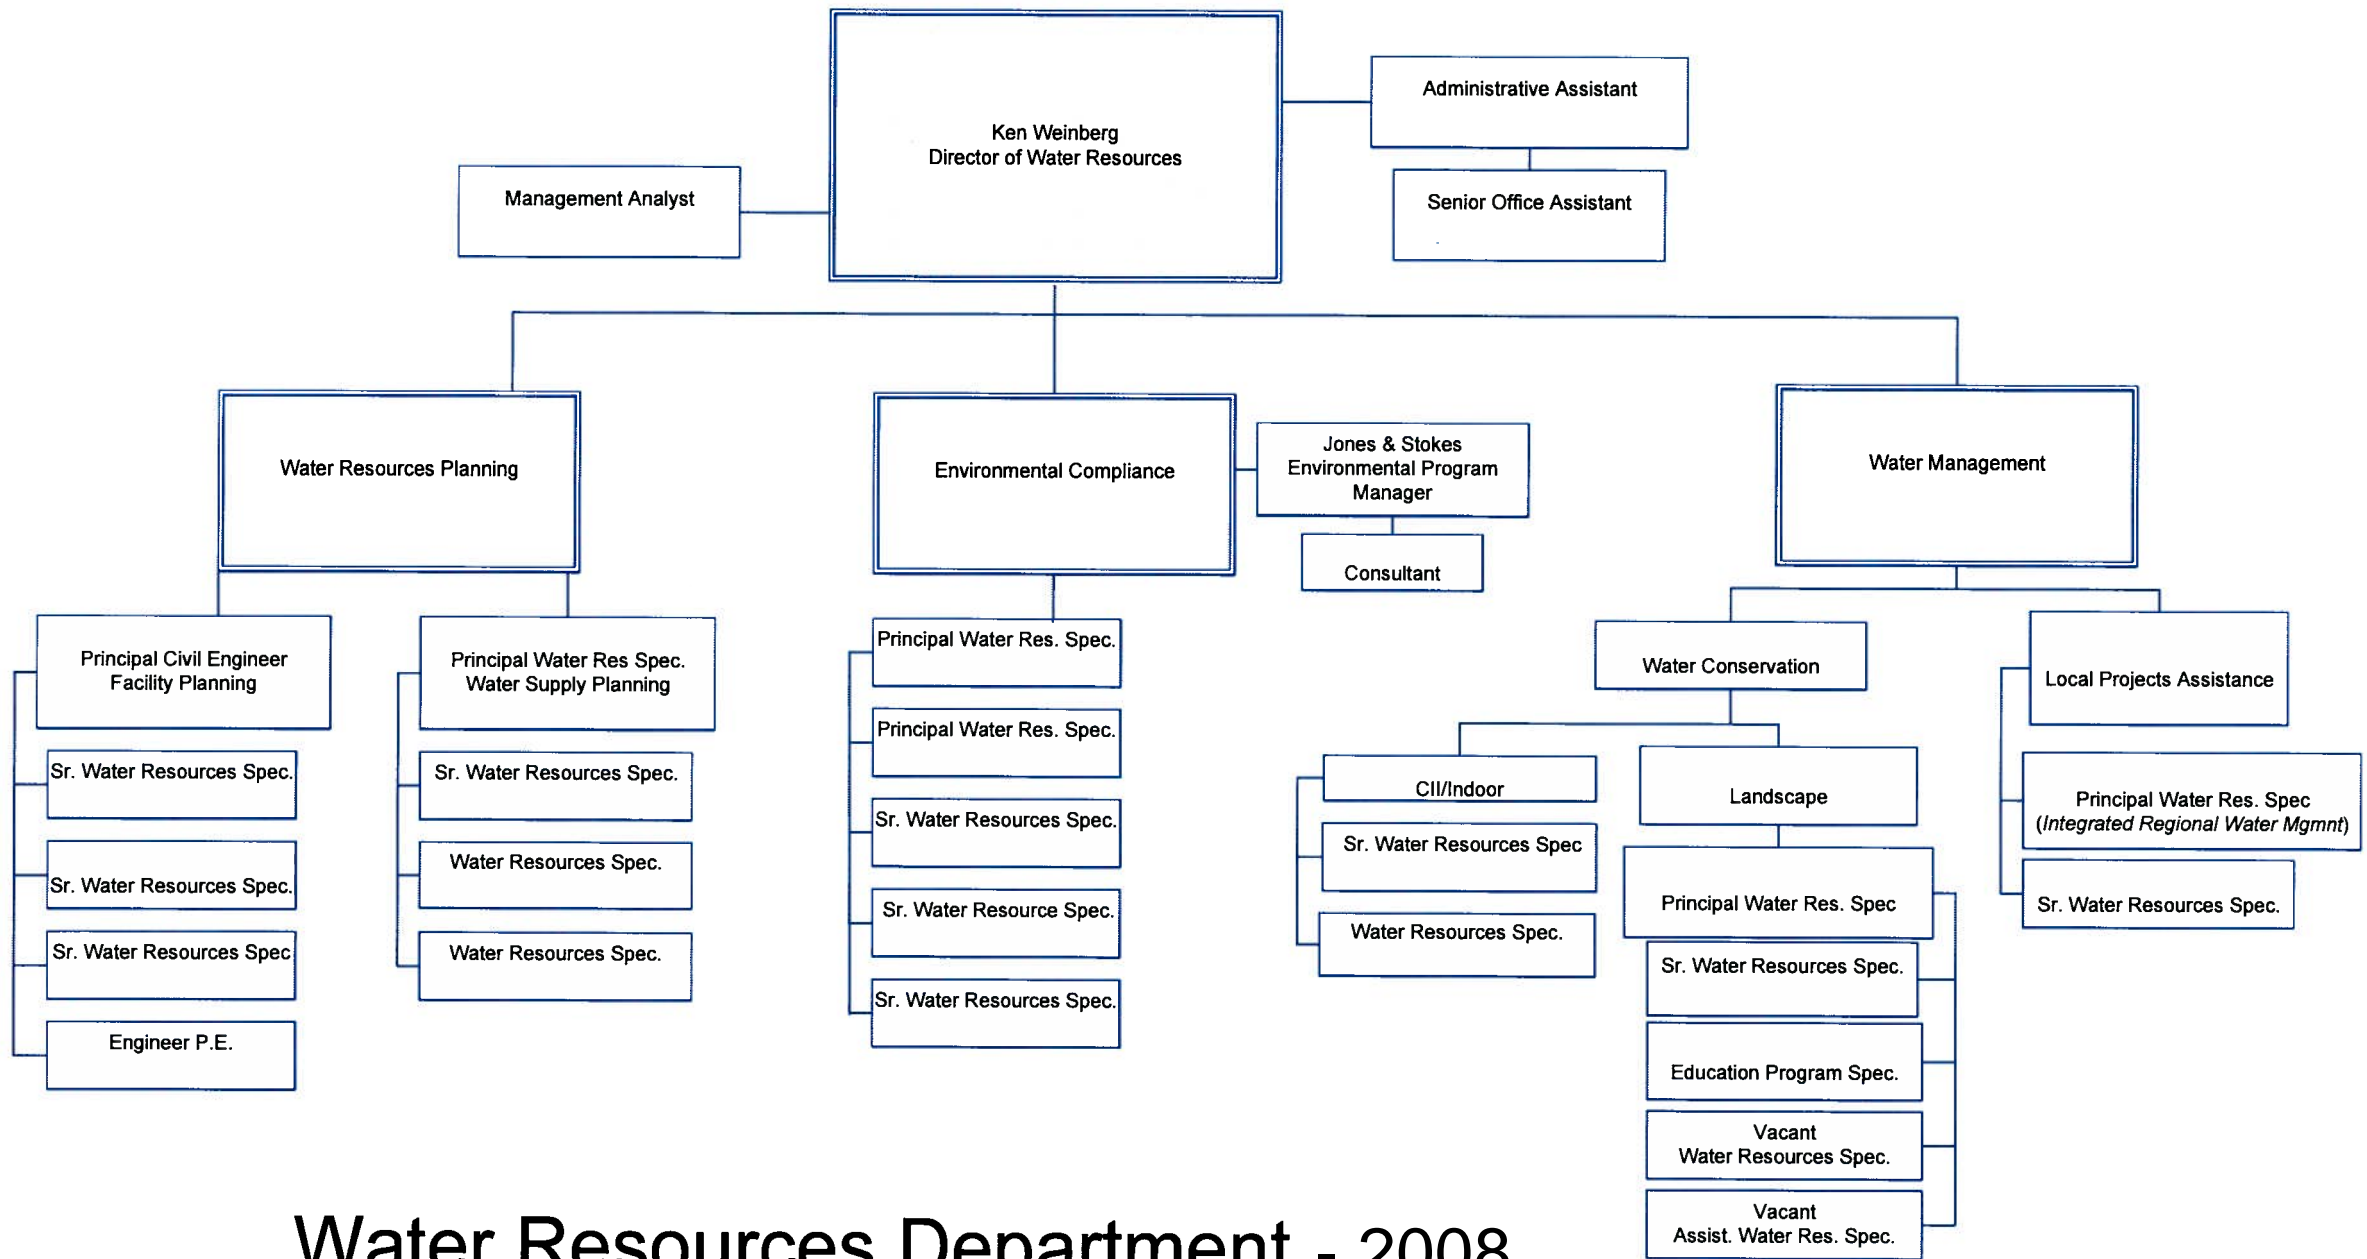 Ken Weinberg
Director of Water Resources
Administrative Assistant
Senior Office Assistant
Management Analyst
Water Resources Planning
Environmental Compliance
Jones & Stokes
Environmental Program
Manager
Consultant
Water Management
Principal Civil Engineer
Facility Planning
Sr. Water Resources Spec.
Sr. Water Resources Spec.
Sr. Water Resources Spec
Engineer P.E.
Principal Water Res Spec.
Water Supply Planning
Sr. Water Resources Spec.
Water Resources Spec.
Water Resources Spec.
Principal Water Res. Spec.
Principal Water Res. Spec.
Sr. Water Resources Spec.
Sr. Water Resource Spec.
Sr. Water Resources Spec.
Water Conservation
CII/Indoor
Sr. Water Resources Spec
Water Resources Spec.
Landscape
Principal Water Res. Spec
Sr. Water Resources Spec.
Education Program Spec.
Vacant
Water Resources Spec.
Vacant
Assist. Water Res. Spec.
Local Projects Assistance
Principal Water Res. Spec
(Integrated Regional Water Mgmnt)
Sr. Water Resources Spec.
Water Resources Department - 2008